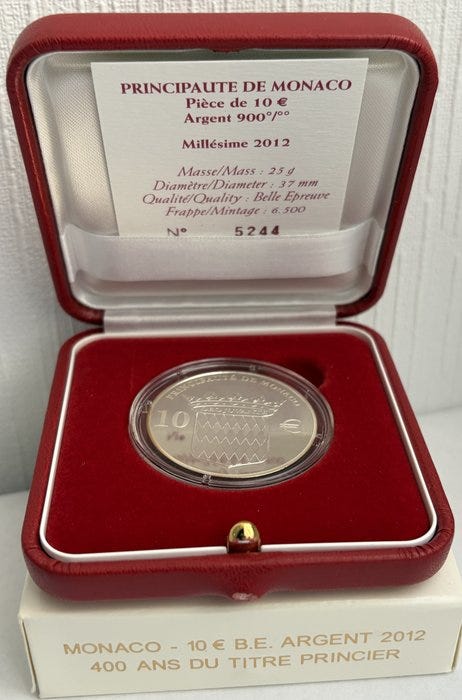 PRINCIPAUTE DE MONACO
Pièce de 10 €
Argent 900°/°°
Millésime 2012
Masse/Mass : 25 g
Diamètre/Diameter : 37 mm
Qualité/Quality : Belle Epreuve
Frappe/Mintage : 6.500
N° 5244
PRINCIPAUTÉ DE MONACO
10 €
MONACO - 10 € B.E. ARGENT 2012
400 ANS DU TITRE PRINCIER